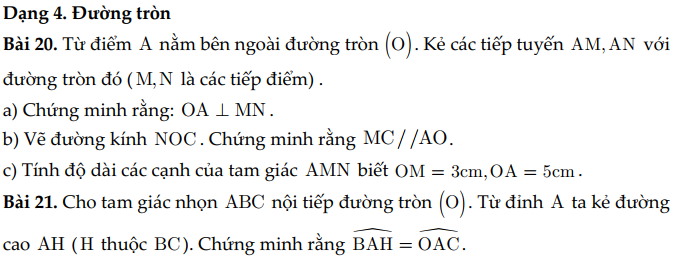 Dạng 4. Đường tròn
Bài 20. Từ điểm A nằm bên ngoài đường tròn (O). Kẻ các tiếp tuyến AM, AN với
đường tròn đó (M, N là các tiếp điểm) .
a) Chứng minh rằng: OA ⊥ MN.
b) Vẽ đường kính NOC. Chứng minh rằng MC//AO.
c) Tính độ dài các cạnh của tam giác AMN biết OM = 3cm, OA = 5cm.
Bài 21. Cho tam giác nhọn ABC nội tiếp đường tròn (O). Từ đỉnh A ta kẻ đường
cao AH (H thuộc BC). Chứng minh rằng \widehat{BAH} = \widehat{OAC}.